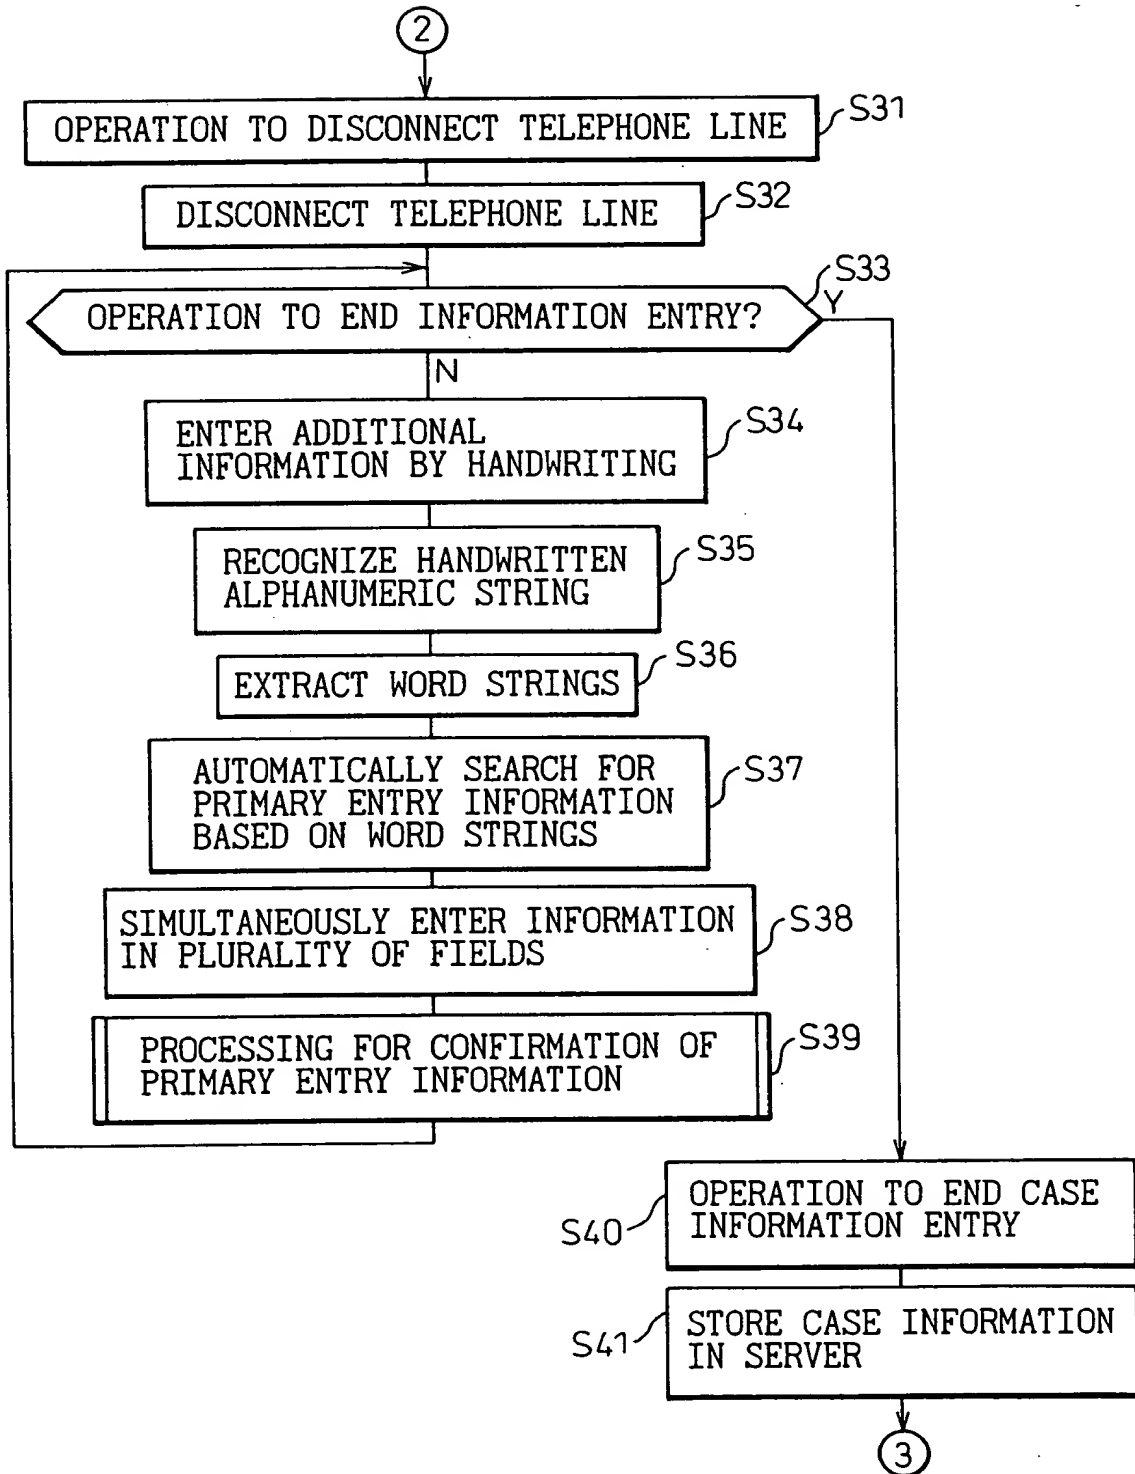 2
OPERATION TO DISCONNECT TELEPHONE LINE
S31
DISCONNECT TELEPHONE LINE
S32
S33
OPERATION TO END INFORMATION ENTRY?
Y
N
ENTER ADDITIONAL
INFORMATION BY HANDWRITING
S34
RECOGNIZE HANDWRITTEN
ALPHANUMERIC STRING
S35
EXTRACT WORD STRINGS
S36
AUTOMATICALLY SEARCH FOR
PRIMARY ENTRY INFORMATION
BASED ON WORD STRINGS
S37
SIMULTANEOUSLY ENTER INFORMATION
IN PLURALITY OF FIELDS
S38
PROCESSING FOR CONFIRMATION OF
PRIMARY ENTRY INFORMATION
S39
OPERATION TO END CASE
INFORMATION ENTRY
S40
STORE CASE INFORMATION
IN SERVER
S41
3